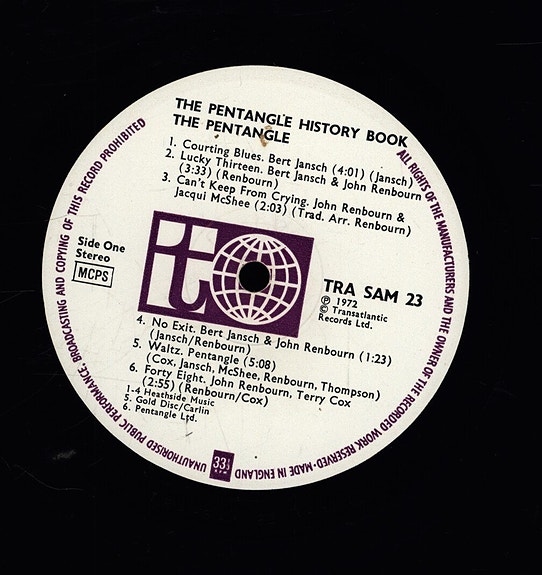 THE PENTANGLE HISTORY BOOK
THE PENTANGLE
1. Courting Blues. Bert Jansch (4:01) (Jansch)
2. Lucky Thirteen. Bert Jansch & John Renbourn
(3:33) (Renbourn)
3. Can't Keep From Crying. John Renbourn &
Jacqui McShee (2:03) (Trad. Arr. Renbourn)
Side One
Stereo
MCPS
it
TRA SAM 23
Ⓟ 1972
© Transatlantic
Records Ltd.
4. No Exit. Bert Jansch & John Renbourn (1:23)
(Jansch/Renbourn)
5. Waltz. Pentangle (5:08)
(Cox, Jansch, McShee, Renbourn, Thompson)
6. Forty Eight. John Renbourn, Terry Cox
(2:55) (Renbourn/Cox)
1-4 Heathside Music
5. Gold Disc/Carlin
6. Pentangle Ltd.
ALL RIGHTS OF THE MANUFACTURERS AND THE OWNER OF THE RECORDED WORK RESERVED-MADE IN ENGLAND
33⅓
UNAUTHORISED PUBLIC PERFORMANCE, BROADCASTING AND COPYING OF THIS RECORD PROHIBITED